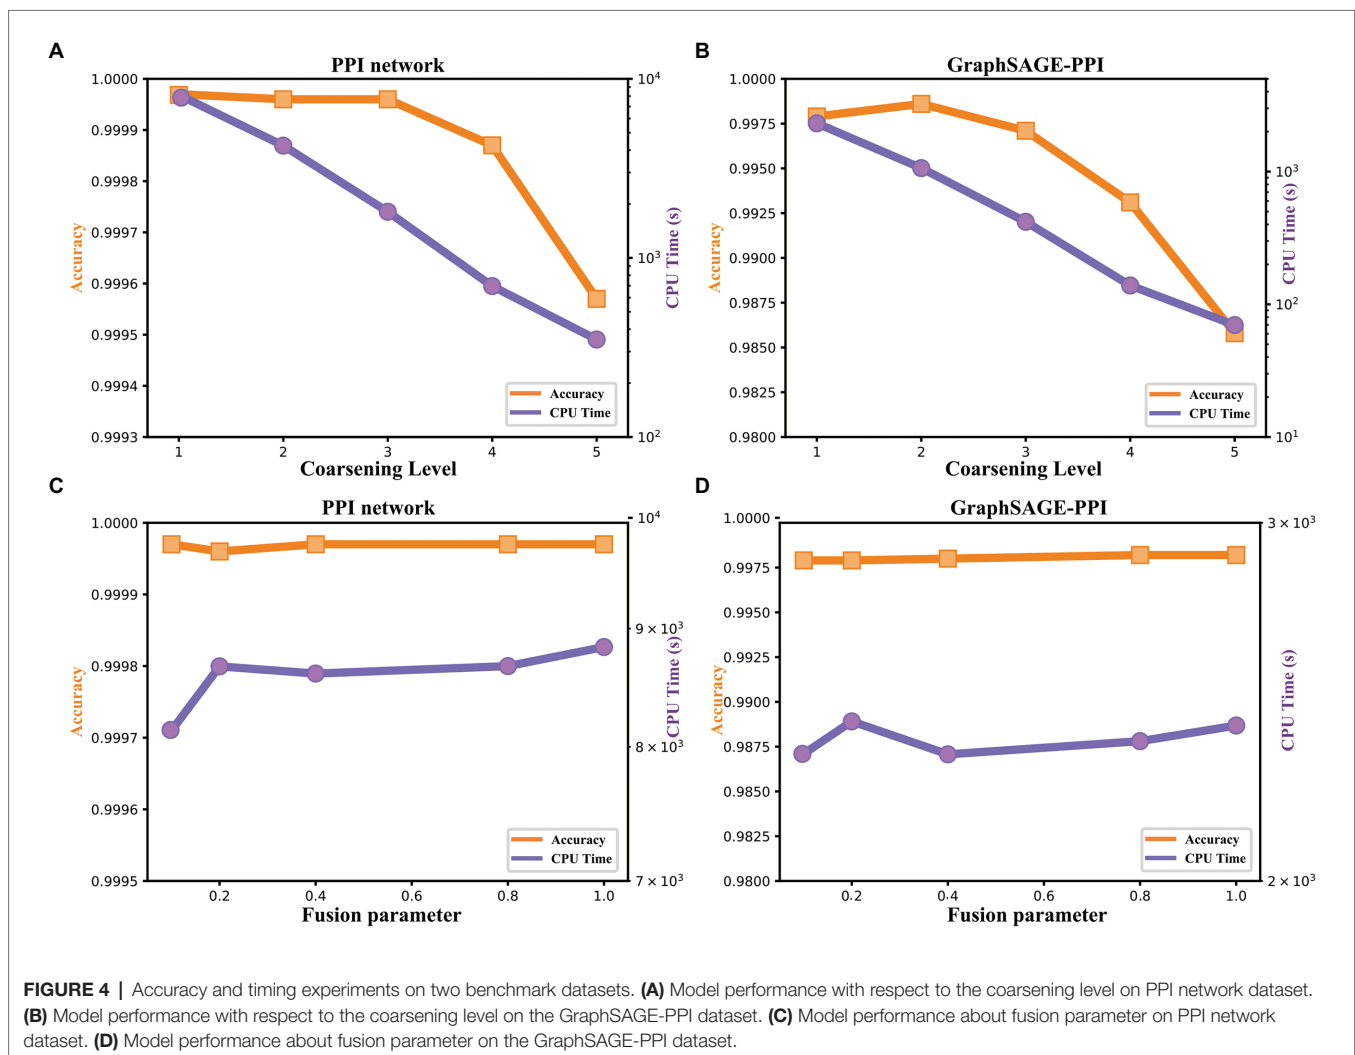 A
PPI network
1.0000
0.9999
0.9998
0.9997
0.9996
0.9995
0.9994
0.9993
Accuracy
10⁴
10³
10²
CPU Time (s)
Accuracy
CPU Time
1 2 3 4 5
Coarsening Level
B
GraphSAGE-PPI
1.0000
0.9975
0.9950
0.9925
0.9900
0.9875
0.9850
0.9825
0.9800
Accuracy
10³
10²
10¹
CPU Time (s)
Accuracy
CPU Time
1 2 3 4 5
Coarsening Level
C
PPI network
1.0000
0.9999
0.9998
0.9997
0.9996
0.9995
Accuracy
10⁴
9 × 10³
8 × 10³
7 × 10³
CPU Time (s)
Accuracy
CPU Time
0.2 0.4 0.6 0.8 1.0
Fusion parameter
D
GraphSAGE-PPI
1.0000
0.9975
0.9950
0.9925
0.9900
0.9875
0.9850
0.9825
0.9800
Accuracy
3 × 10³
2 × 10³
CPU Time (s)
Accuracy
CPU Time
0.2 0.4 0.6 0.8 1.0
Fusion parameter
FIGURE 4 | Accuracy and timing experiments on two benchmark datasets. (A) Model performance with respect to the coarsening level on PPI network dataset.
(B) Model performance with respect to the coarsening level on the GraphSAGE-PPI dataset. (C) Model performance about fusion parameter on PPI network
dataset. (D) Model performance about fusion parameter on the GraphSAGE-PPI dataset.